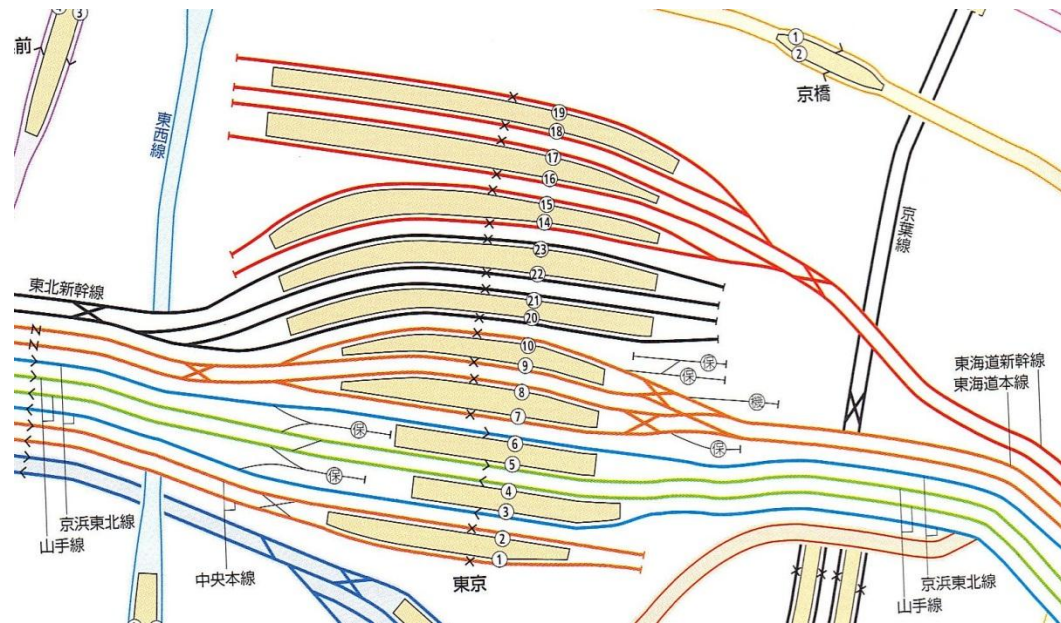 ④
③
前
東西線
①
②
京橋
京葉線
⑲
⑱
⑰
⑯
⑮
⑭
㉓
㉒
㉑
⑳
東北新幹線
⑩
⑨
⑧
⑦
⑥
⑤
④
③
②
①
保
保
機
保
保
保
東海道新幹線
東海道本線
京浜東北線
山手線
中央本線
東京
京浜東北線
山手線